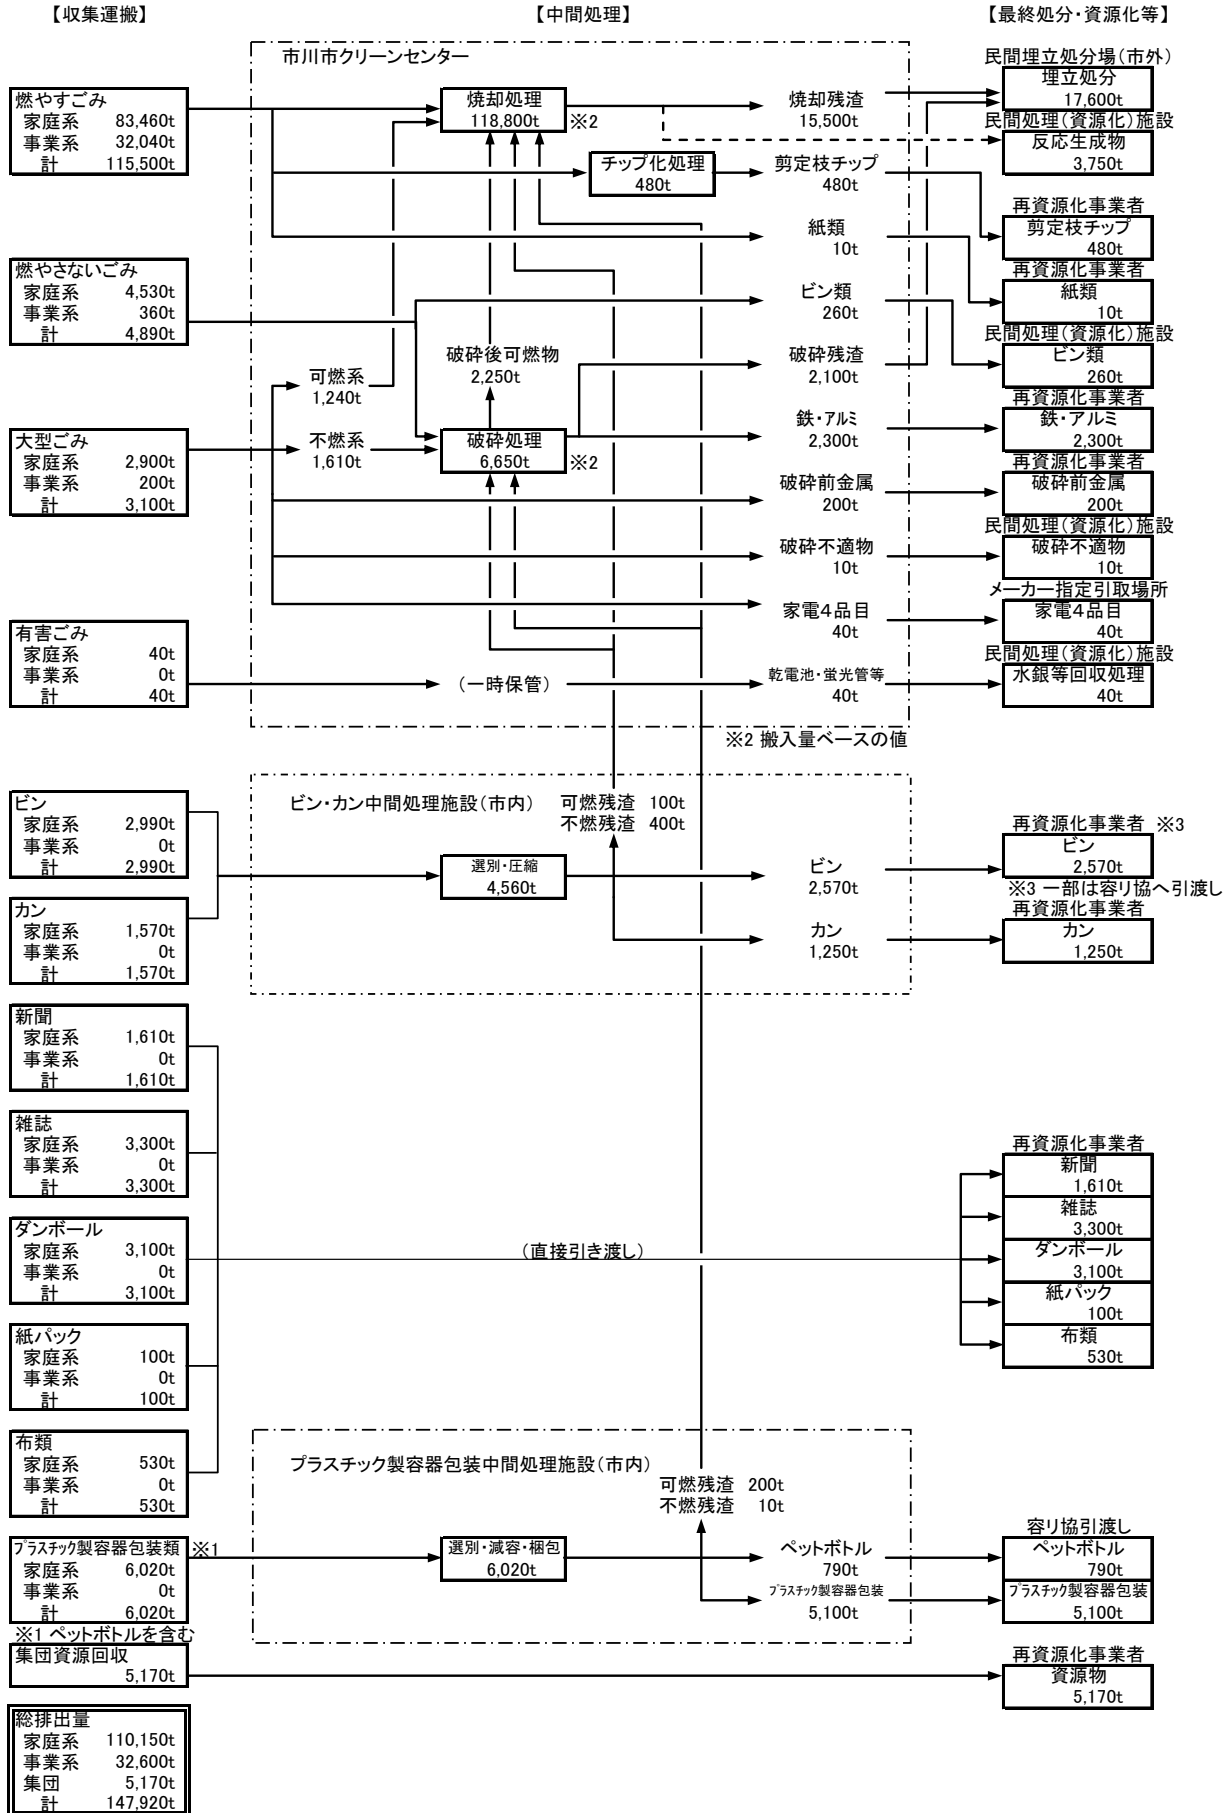 【収集運搬】
【中間処理】
【最終処分・資源化等】
市川市クリーンセンター
燃やすごみ
家庭系 83,460t
事業系 32,040t
計 115,500t
燃やさないごみ
家庭系 4,530t
事業系 360t
計 4,890t
大型ごみ
家庭系 2,900t
事業系 200t
計 3,100t
有害ごみ
家庭系 40t
事業系 0t
計 40t
焼却処理
118,800t
※2
チップ化処理
480t
可燃系
1,240t
不燃系
1,610t
破砕後可燃物
2,250t
破砕処理
6,650t
※2
(一時保管)
焼却残渣
15,500t
剪定枝チップ
480t
紙類
10t
ビン類
260t
破砕残渣
2,100t
鉄・アルミ
2,300t
破砕前金属
200t
破砕不適物
10t
家電4品目
40t
乾電池・蛍光管等
40t
※2 搬入量ベースの値
民間埋立処分場(市外)
埋立処分
17,600t
民間処理(資源化)施設
反応生成物
3,750t
再資源化事業者
剪定枝チップ
480t
再資源化事業者
紙類
10t
民間処理(資源化)施設
ビン類
260t
再資源化事業者
鉄・アルミ
2,300t
再資源化事業者
破砕前金属
200t
民間処理(資源化)施設
破砕不適物
10t
メーカー指定引取場所
家電4品目
40t
民間処理(資源化)施設
水銀等回収処理
40t
ビン
家庭系 2,990t
事業系 0t
計 2,990t
カン
家庭系 1,570t
事業系 0t
計 1,570t
ビン・カン中間処理施設(市内)
可燃残渣 100t
不燃残渣 400t
選別・圧縮
4,560t
ビン
2,570t
カン
1,250t
再資源化事業者 ※3
ビン
2,570t
※3 一部は容リ協へ引渡し
再資源化事業者
カン
1,250t
新聞
家庭系 1,610t
事業系 0t
計 1,610t
雑誌
家庭系 3,300t
事業系 0t
計 3,300t
ダンボール
家庭系 3,100t
事業系 0t
計 3,100t
紙パック
家庭系 100t
事業系 0t
計 100t
布類
家庭系 530t
事業系 0t
計 530t
(直接引き渡し)
再資源化事業者
新聞
1,610t
雑誌
3,300t
ダンボール
3,100t
紙パック
100t
布類
530t
プラスチック製容器包装類 ※1
家庭系 6,020t
事業系 0t
計 6,020t
※1 ペットボトルを含む
プラスチック製容器包装中間処理施設(市内)
可燃残渣 200t
不燃残渣 10t
選別・減容・梱包
6,020t
ペットボトル
790t
プラスチック製容器包装
5,100t
容リ協引渡し
ペットボトル
790t
プラスチック製容器包装
5,100t
集団資源回収
5,170t
再資源化事業者
資源物
5,170t
総排出量
家庭系 110,150t
事業系 32,600t
集団 5,170t
計 147,920t